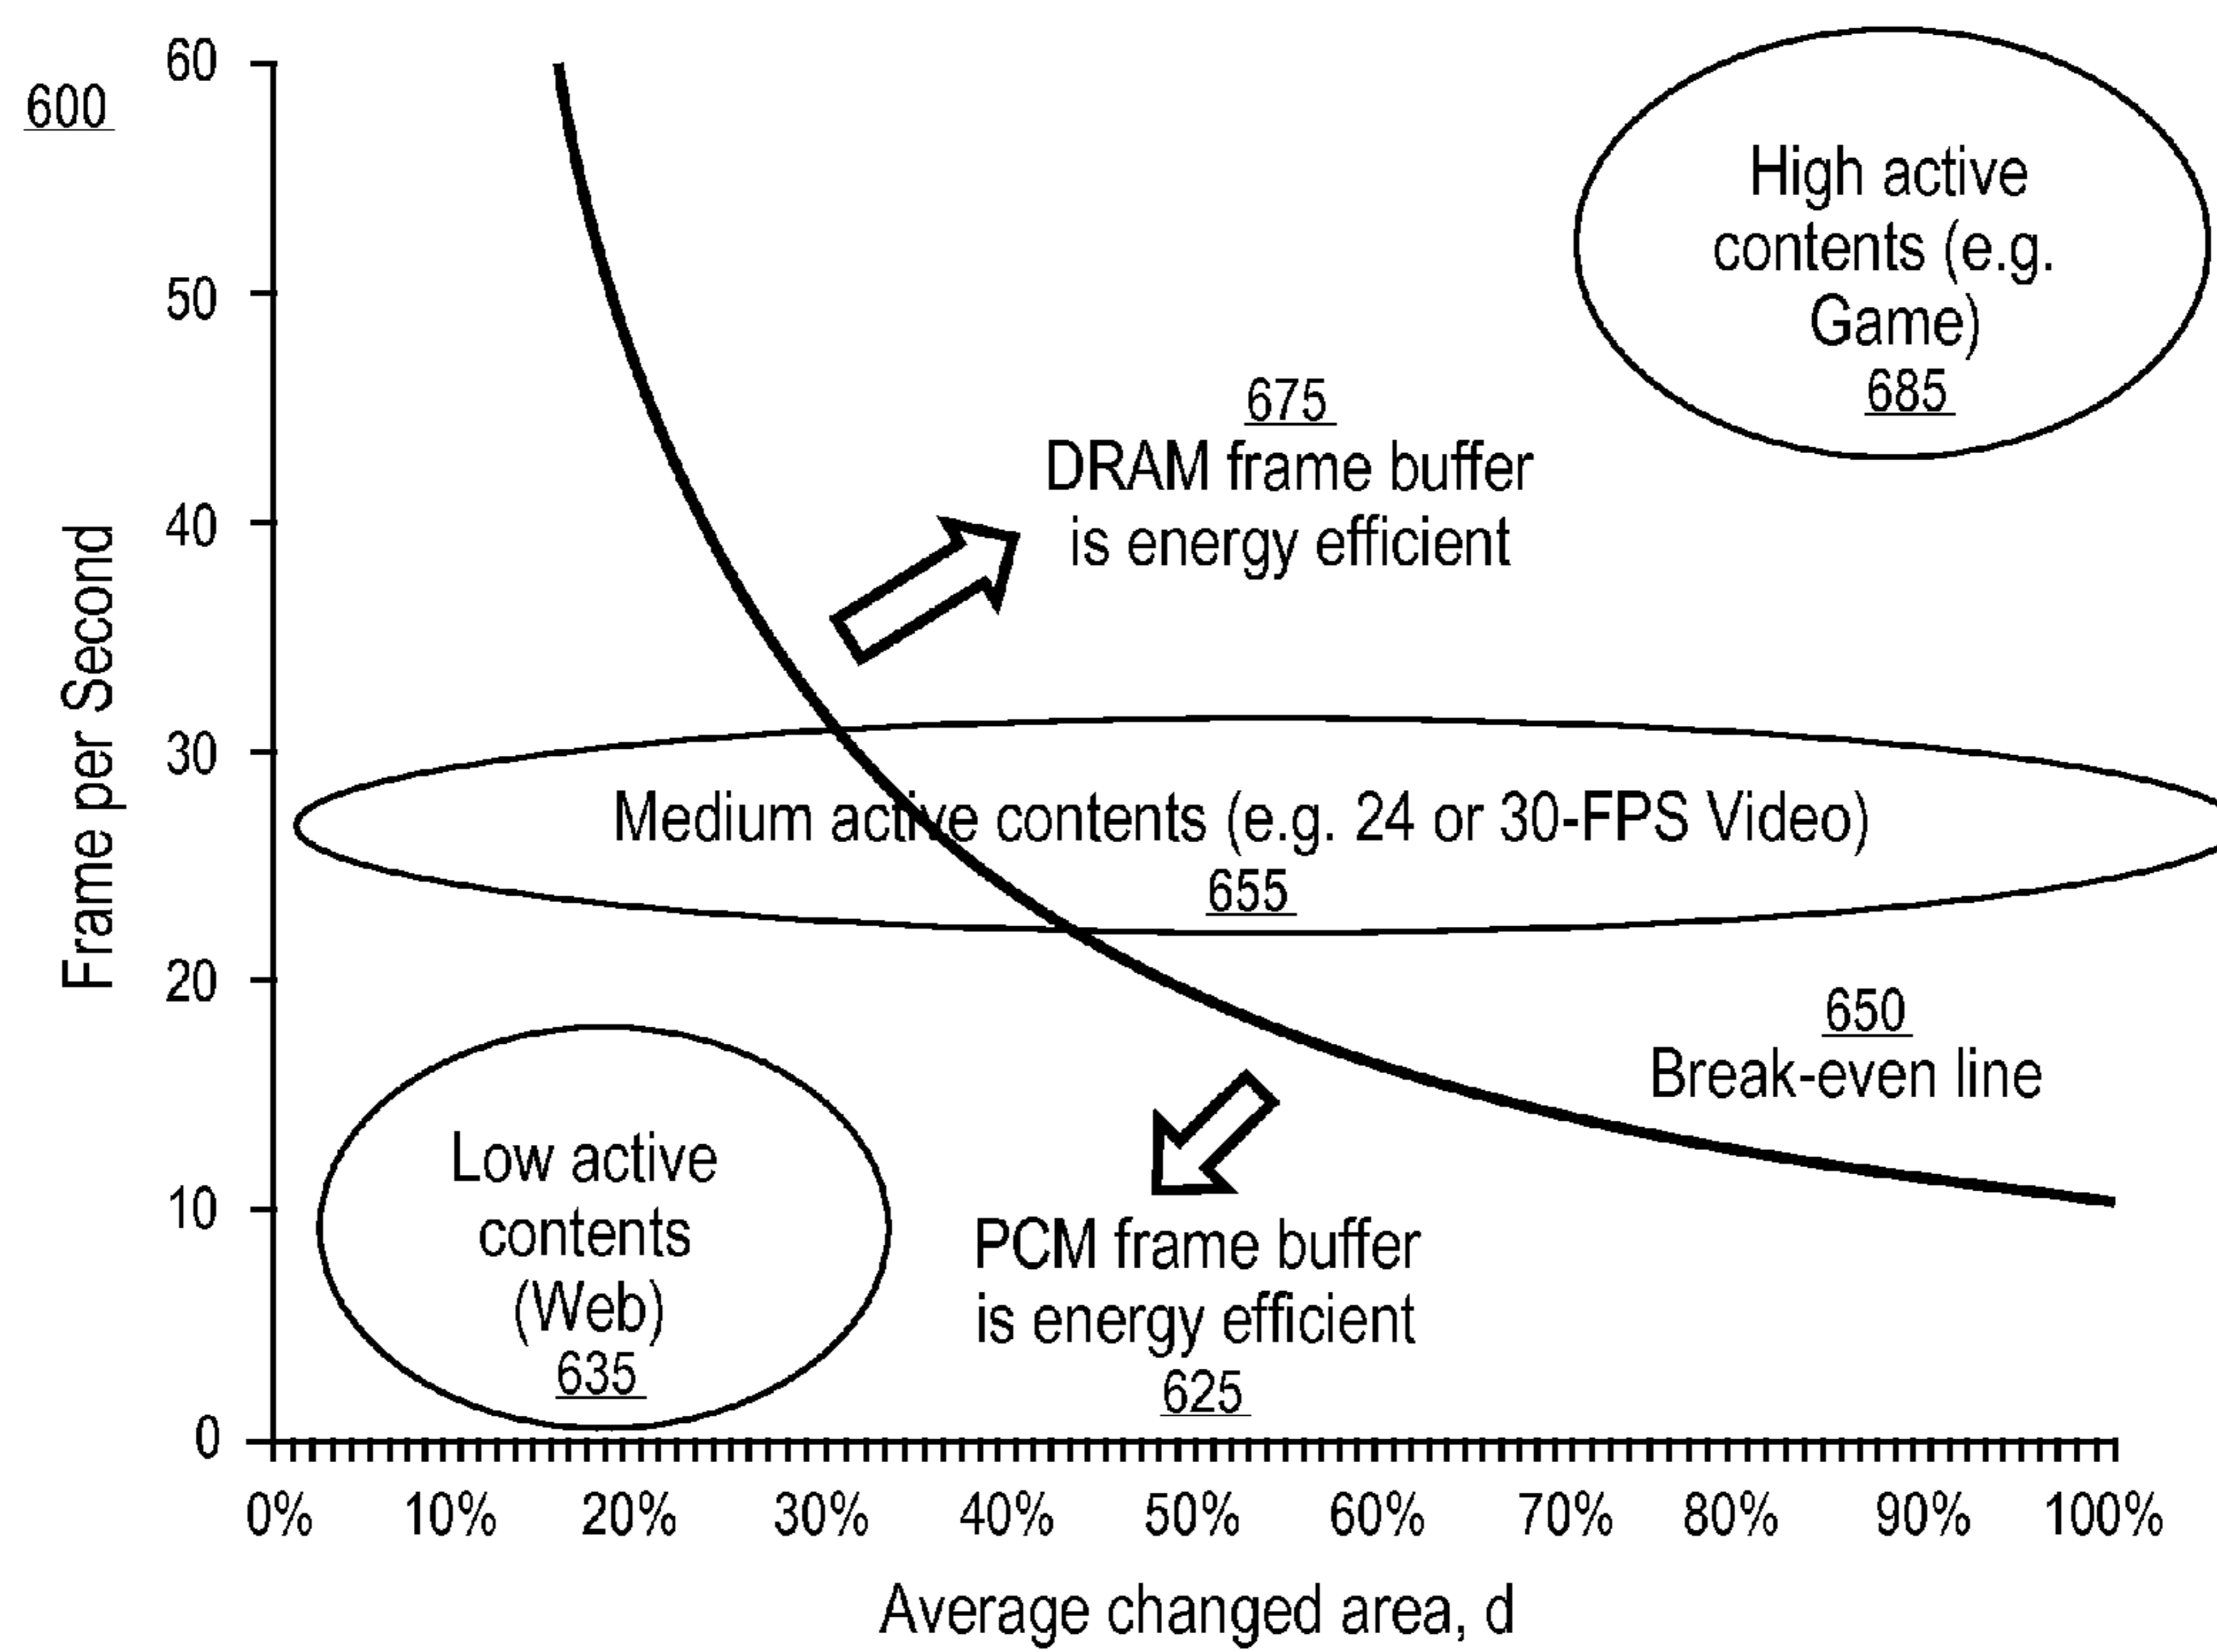 600
60
50
40
30
20
10
0
Frame per Second
High active
contents (e.g.
Game)
685
675
DRAM frame buffer
is energy efficient
Medium active contents (e.g. 24 or 30-FPS Video)
655
650
Break-even line
Low active
contents
(Web)
635
PCM frame buffer
is energy efficient
625
0% 10% 20% 30% 40% 50% 60% 70% 80% 90% 100%
Average changed area, d